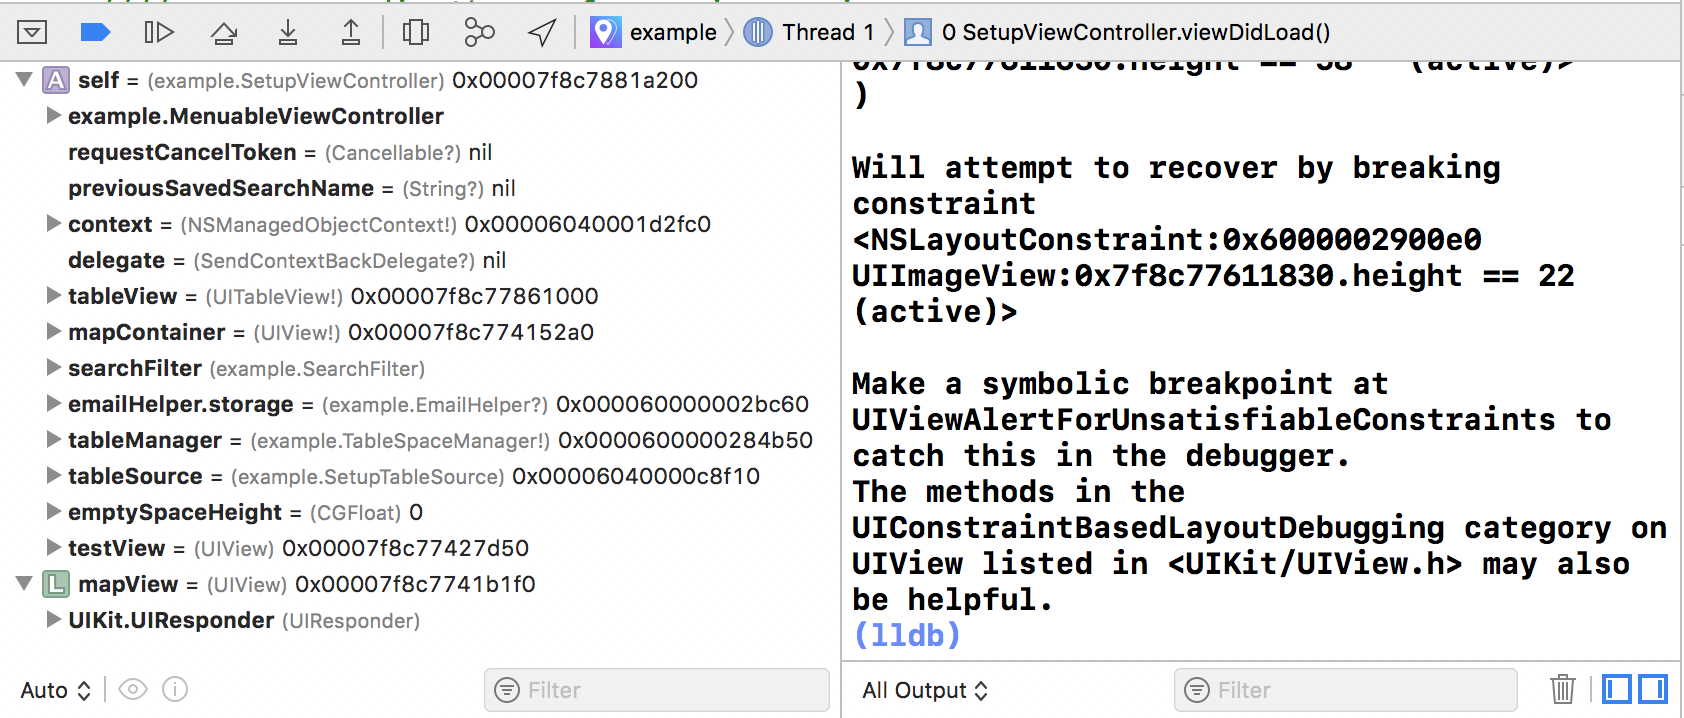 example
Thread 1
0 SetupViewController.viewDidLoad()
A self = (example.SetupViewController) 0x00007f8c7881a200
example.MenuableViewController
requestCancelToken = (Cancellable?) nil
previousSavedSearchName = (String?) nil
context = (NSManagedObjectContext!) 0x00006040001d2fc0
delegate = (SendContextBackDelegate?) nil
tableView = (UITableView!) 0x00007f8c77861000
mapContainer = (UIView!) 0x00007f8c774152a0
searchFilter (example.SearchFilter)
emailHelper.storage = (example.EmailHelper?) 0x000060000002bc60
tableManager = (example.TableSpaceManager!) 0x0000600000284b50
tableSource = (example.SetupTableSource) 0x00006040000c8f10
emptySpaceHeight = (CGFloat) 0
testView = (UIView) 0x00007f8c77427d50
L mapView = (UIView) 0x00007f8c7741b1f0
UIKit.UIResponder (UIResponder)
Auto
Filter
0x7f8c77611830.height == 58 (active)>
)
Will attempt to recover by breaking
constraint
<NSLayoutConstraint:0x6000002900e0
UIImageView:0x7f8c77611830.height == 22
(active)>
Make a symbolic breakpoint at
UIViewAlertForUnsatisfiableConstraints to
catch this in the debugger.
The methods in the
UIConstraintBasedLayoutDebugging category on
UIView listed in <UIKit/UIView.h> may also
be helpful.
(lldb)
All Output
Filter